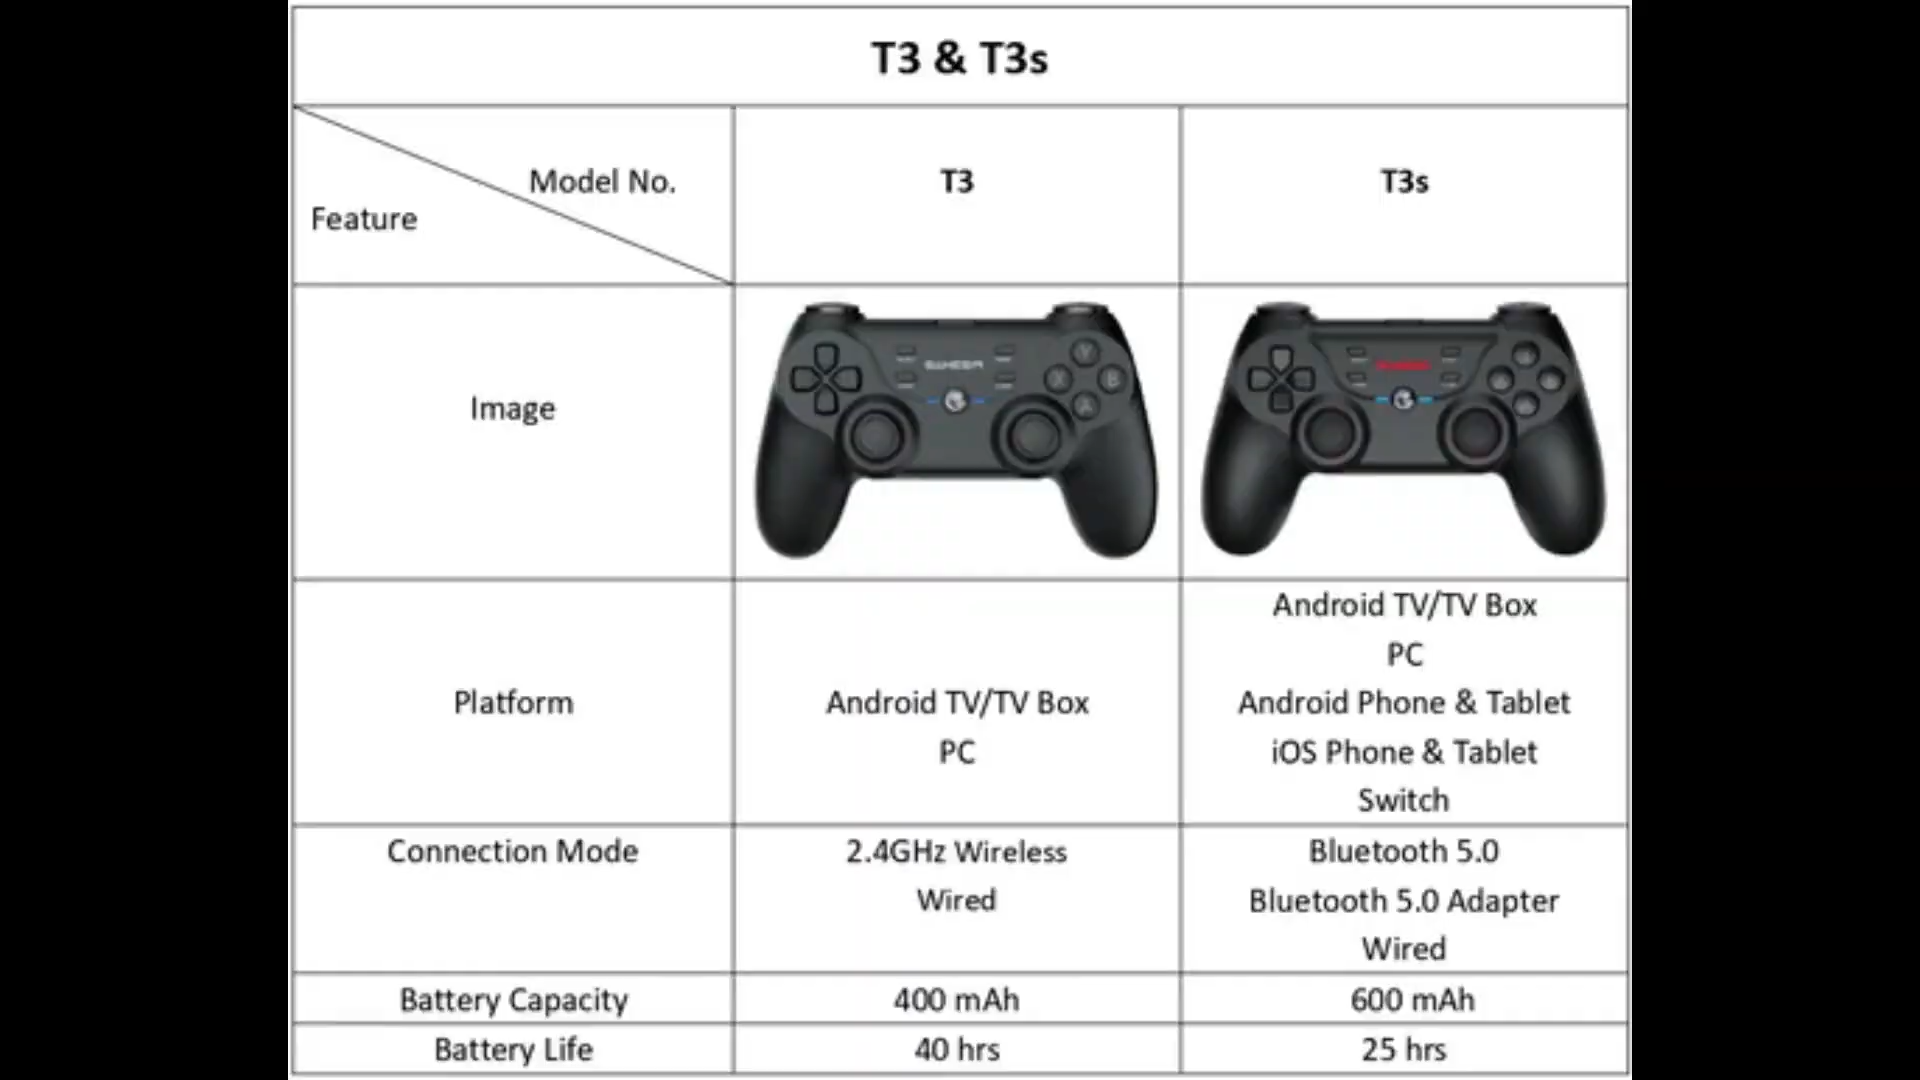 T3 & T3s
Model No.
Feature
T3
T3s
Image
Y
X B
A
Platform
Android TV/TV Box
PC
Android TV/TV Box
PC
Android Phone & Tablet
iOS Phone & Tablet
Switch
Connection Mode
2.4GHz Wireless
Wired
Bluetooth 5.0
Bluetooth 5.0 Adapter
Wired
Battery Capacity
400 mAh
600 mAh
Battery Life
40 hrs
25 hrs